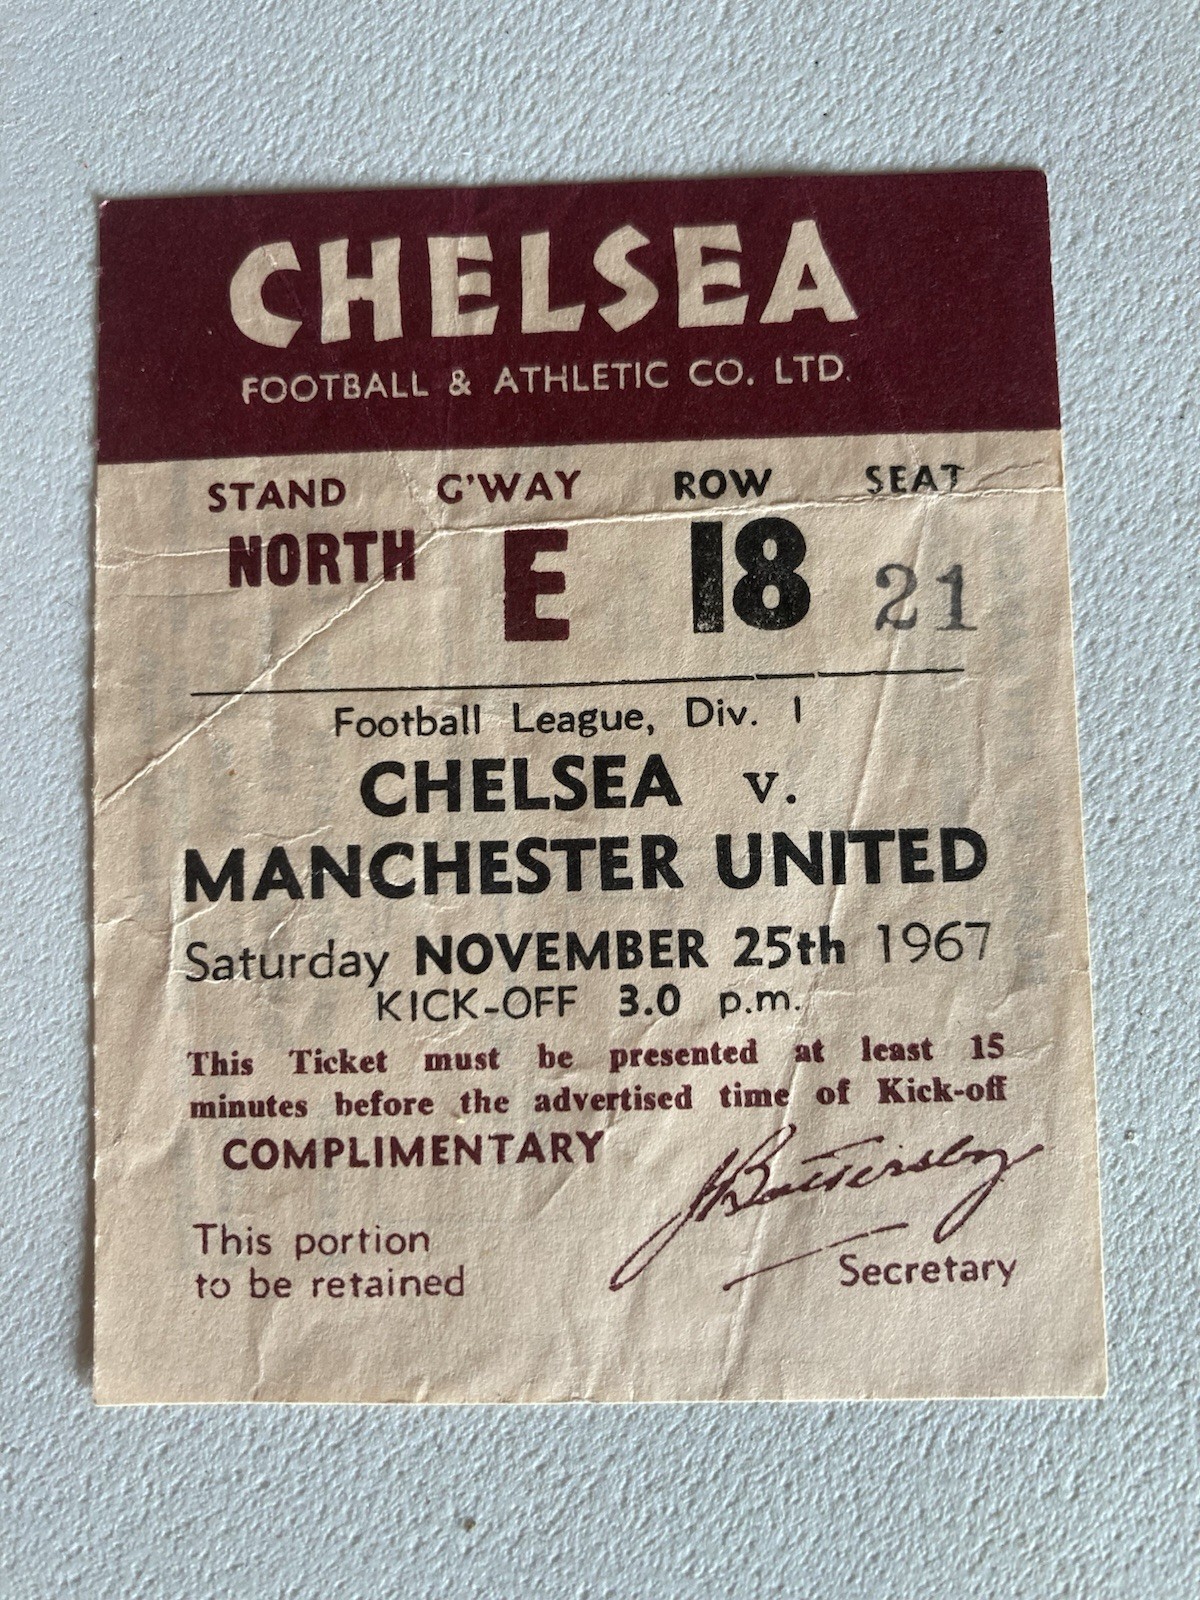 CHELSEA
FOOTBALL & ATHLETIC CO. LTD.
STAND G'WAY ROW SEAT
NORTH E 18 21
Football League, Div. 1
CHELSEA v.
MANCHESTER UNITED
Saturday NOVEMBER 25th 1967
KICK-OFF 3.0 p.m.
This Ticket must be presented at least 15
minutes before the advertised time of Kick-off
COMPLIMENTARY
J Battersby
This portion
to be retained
Secretary